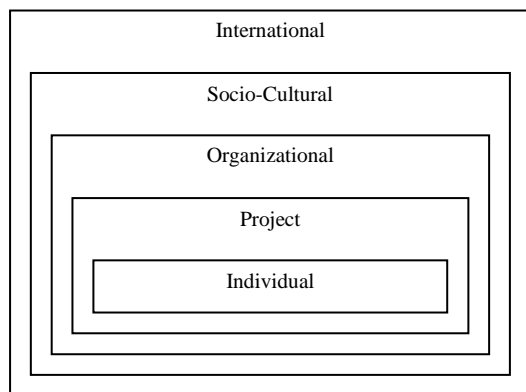 International
Socio-Cultural
Organizational
Project
Individual